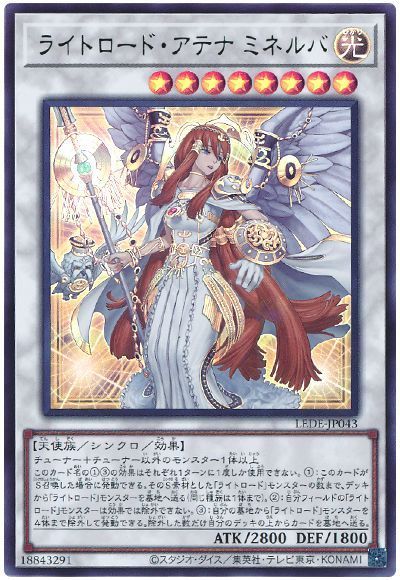 ライトロード・アテナ ミネルバ
光
LEDE-JP043
【天使族/シンクロ/効果】
チューナー+チューナー以外のモンスター1体以上
このカード名の①③の効果はそれぞれ1ターンに1度しか使用できない。①:このカードが
S召喚した場合に発動できる。そのS素材とした「ライトロード」モンスターの数まで、デッキ
から「ライトロード」モンスターを墓地へ送る(同じ種族は1体まで)。②:自分フィールドの「ライト
ロード」モンスターは効果では除外されない。③:自分の墓地から「ライトロード」モンスターを
4体まで除外して発動できる。除外した数だけ自分のデッキの上からカードを墓地へ送る。
ATK/2800 DEF/1800
18843291 ©スタジオ・ダイス/集英社・テレビ東京・KONAMI